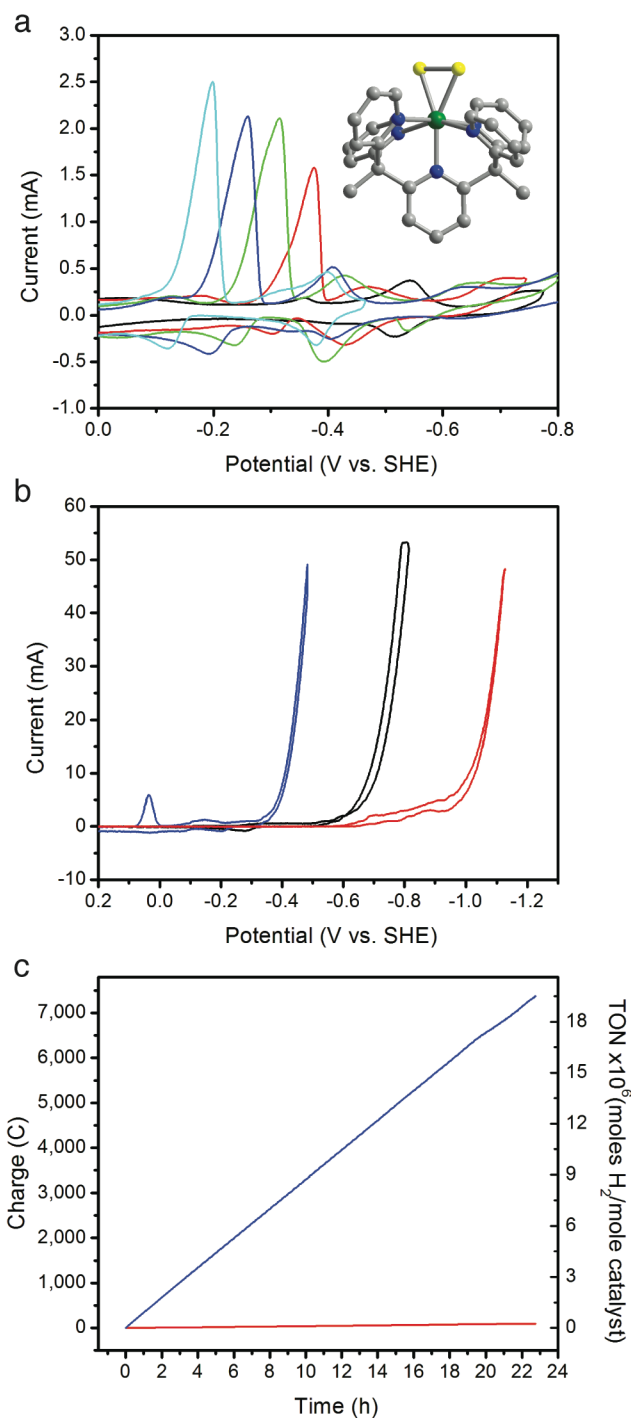 a
3.0
2.5
2.0
1.5
1.0
0.5
0.0
-0.5
-1.0
Current (mA)
0.0 -0.2 -0.4 -0.6 -0.8
Potential (V vs. SHE)
b
60
50
40
30
20
10
0
-10
Current (mA)
0.2 0.0 -0.2 -0.4 -0.6 -0.8 -1.0 -1.2
Potential (V vs. SHE)
c
7,000
6,000
5,000
4,000
3,000
2,000
1,000
0
Charge (C)
18
15
12
9
6
3
0
TON x10⁶(moles H₂/mole catalyst)
0 2 4 6 8 10 12 14 16 18 20 22 24
Time (h)